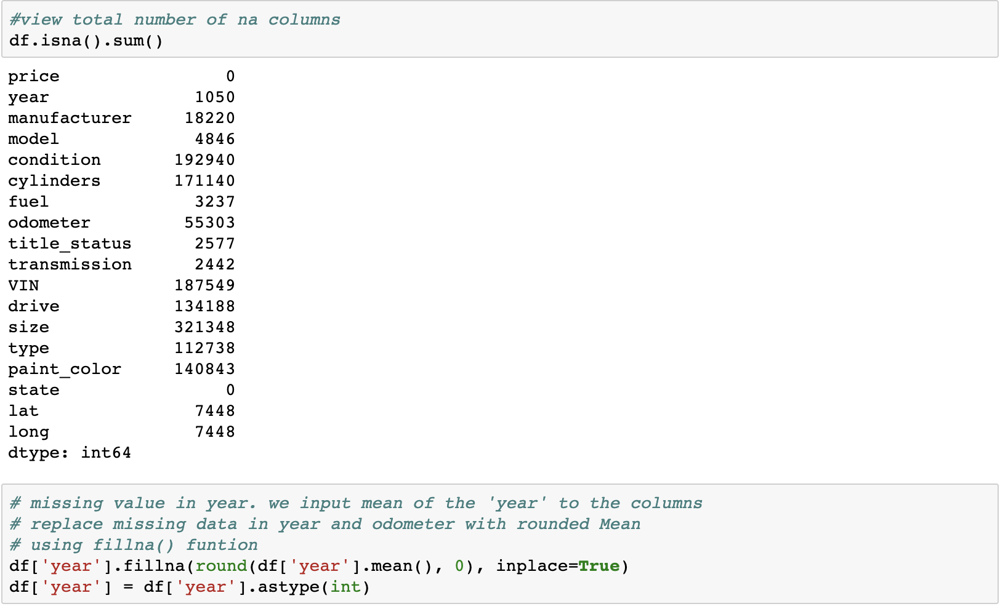 #view total number of na columns
df.isna().sum()
price 0
year 1050
manufacturer 18220
model 4846
condition 192940
cylinders 171140
fuel 3237
odometer 55303
title_status 2577
transmission 2442
VIN 187549
drive 134188
size 321348
type 112738
paint_color 140843
state 0
lat 7448
long 7448
dtype: int64
# missing value in year. we input mean of the 'year' to the columns
# replace missing data in year and odometer with rounded Mean
# using fillna() funtion
df['year'].fillna(round(df['year'].mean(), 0), inplace=True)
df['year'] = df['year'].astype(int)